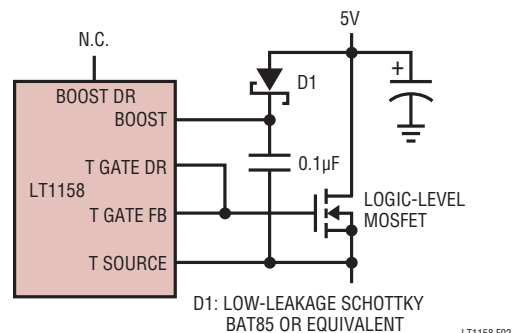 5V
N.C.
+
D1
BOOST DR
BOOST
0.1µF
T GATE DR
LT1158
LOGIC-LEVEL
MOSFET
T GATE FB
T SOURCE
D1: LOW-LEAKAGE SCHOTTKY
BAT85 OR EQUIVALENT
LT1158 F02